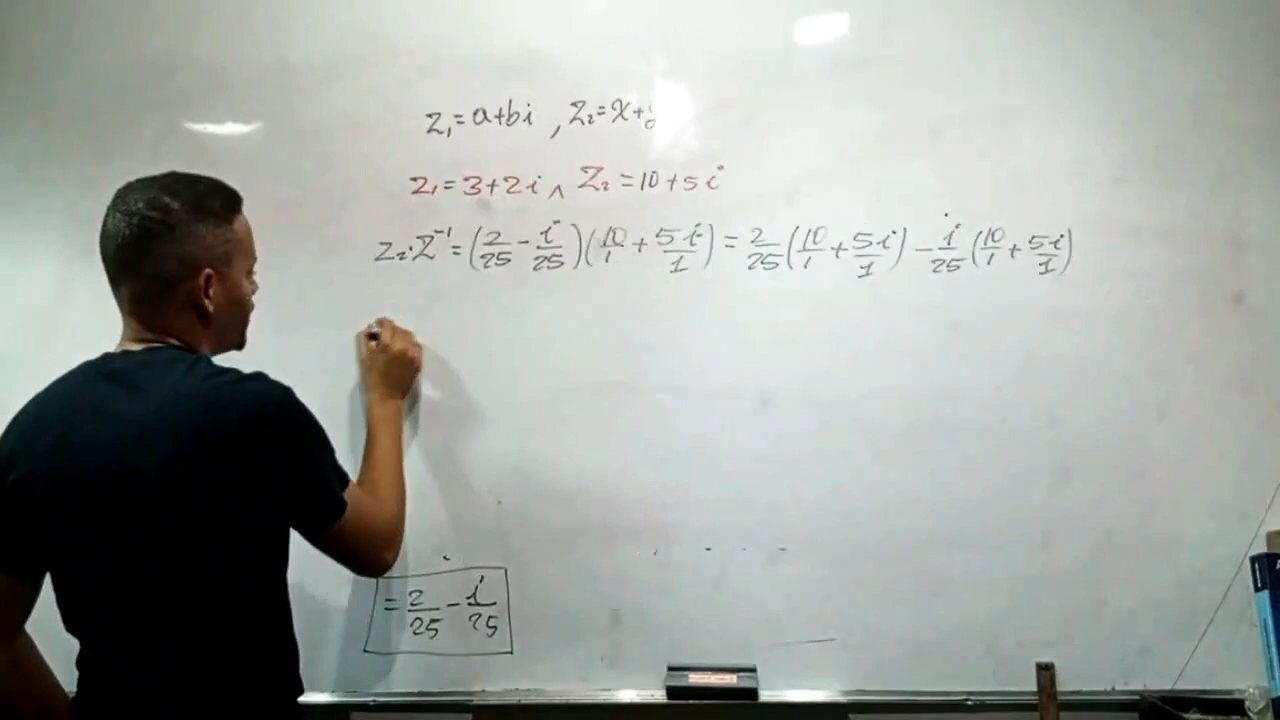 Z₁=a+bi , Z₂=x+
Z₁=3+2i ∧ Z₂=10+5i
Z₂Z⁻¹=(2/25 - i/25)(10/1 + 5i/1) = 2/25(10/1 + 5i/1) - i/25(10/1 + 5i/1)
= 2/25 - i/25